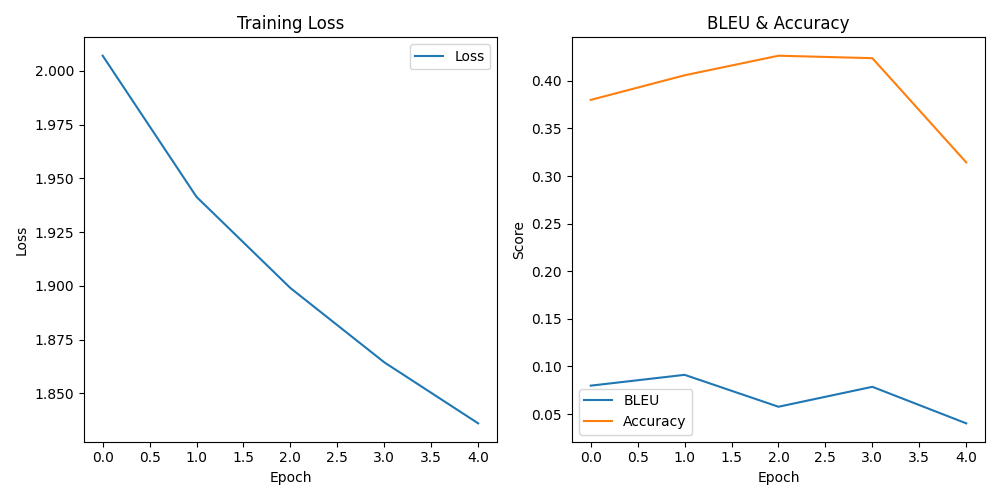 Training Loss
Loss
2.000
1.975
1.950
1.925
1.900
1.875
1.850
Loss
0.0 0.5 1.0 1.5 2.0 2.5 3.0 3.5 4.0
Epoch
BLEU & Accuracy
0.40
0.35
0.30
0.25
0.20
0.15
0.10
0.05
Score
BLEU
Accuracy
0.0 0.5 1.0 1.5 2.0 2.5 3.0 3.5 4.0
Epoch